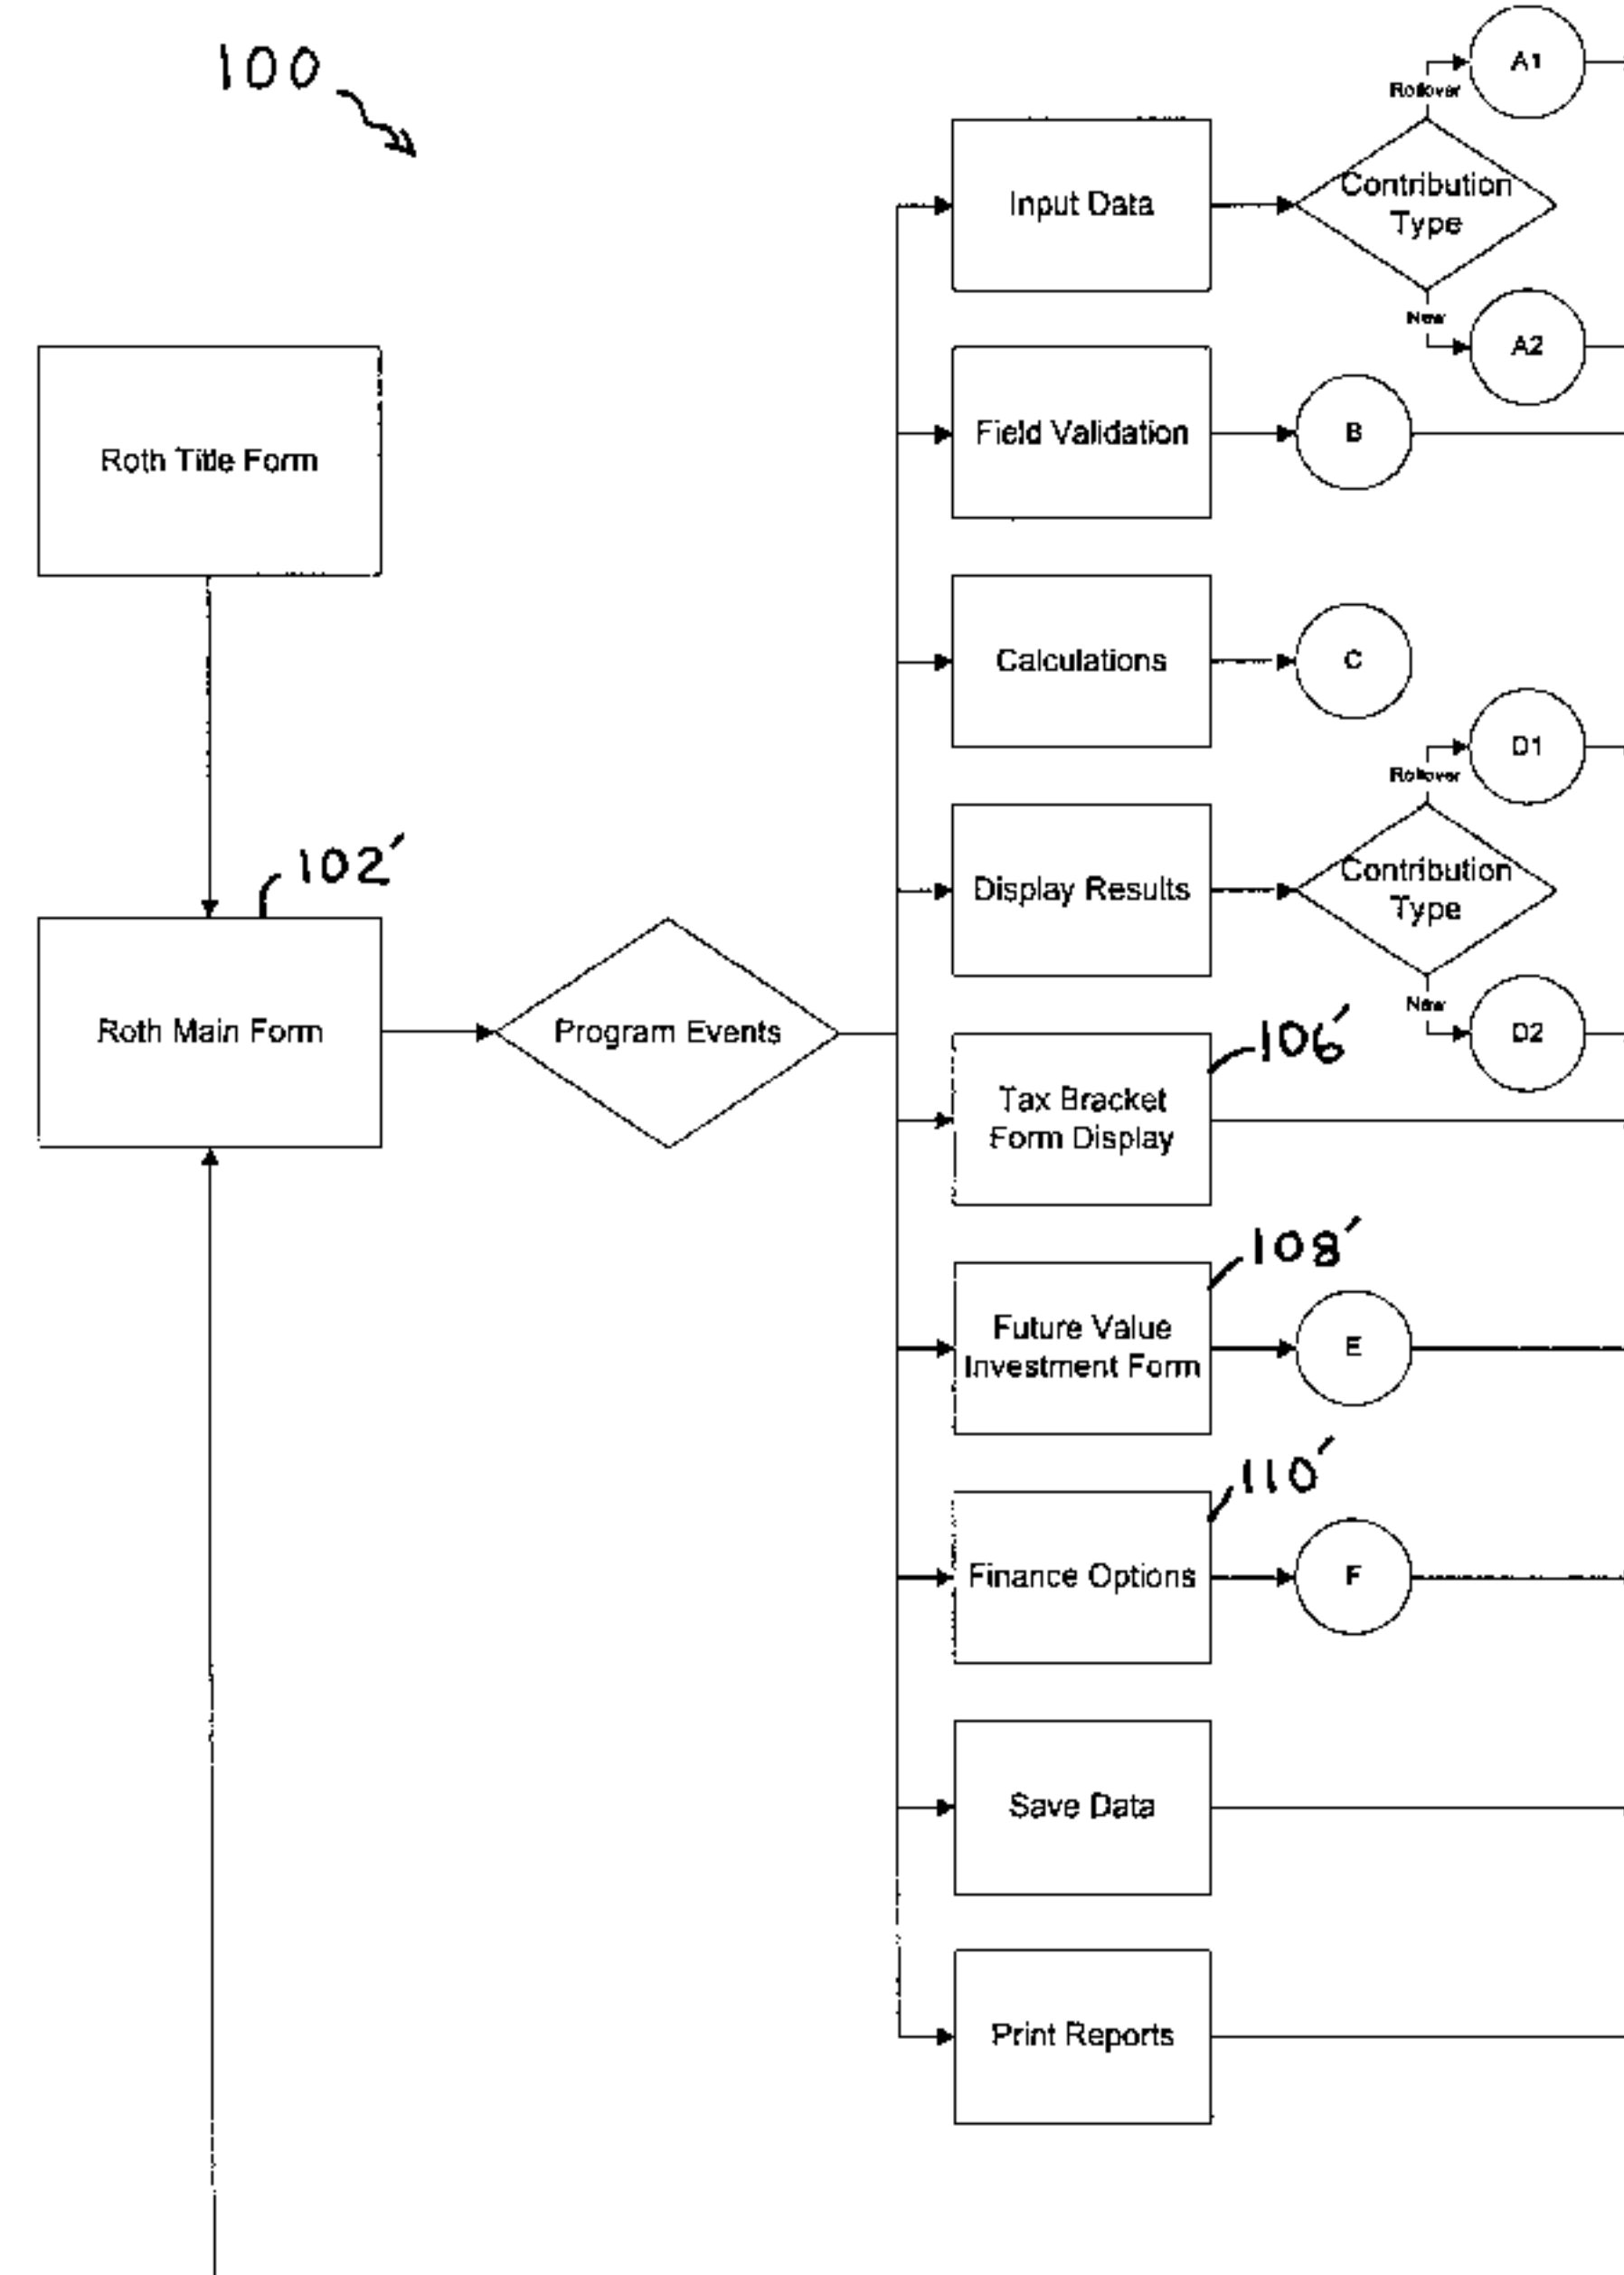 100
A1
Rollover
Contribution
Type
Input Data
New
A2
Field Validation
B
Roth Title Form
Calculations
C
D1
Rollover
102'
Contribution
Type
Display Results
New
D2
Roth Main Form
Program Events
106'
Tax Bracket
Form Display
108'
Future Value
Investment Form
E
110'
Finance Options
F
Save Data
Print Reports